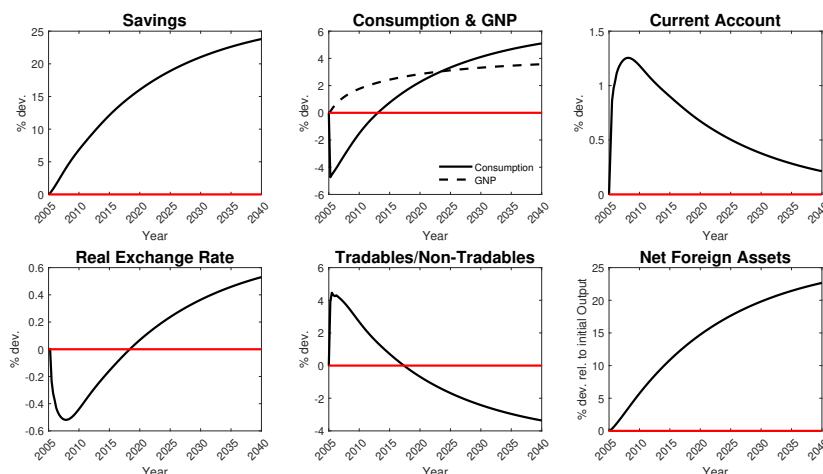 Savings
25
20
15
10
5
0
% dev.
2005 2010 2015 2020 2025 2030 2035 2040
Year
Consumption & GNP
6
4
2
0
-2
-4
-6
% dev.
Consumption
GNP
2005 2010 2015 2020 2025 2030 2035 2040
Year
Current Account
1.5
1
0.5
0
% dev.
2005 2010 2015 2020 2025 2030 2035 2040
Year
Real Exchange Rate
0.6
0.4
0.2
0
-0.2
-0.4
-0.6
% dev.
2005 2010 2015 2020 2025 2030 2035 2040
Year
Tradables/Non-Tradables
6
4
2
0
-2
-4
% dev.
2005 2010 2015 2020 2025 2030 2035 2040
Year
Net Foreign Assets
25
20
15
10
5
0
% dev. rel. to initial Output
2005 2010 2015 2020 2025 2030 2035 2040
Year